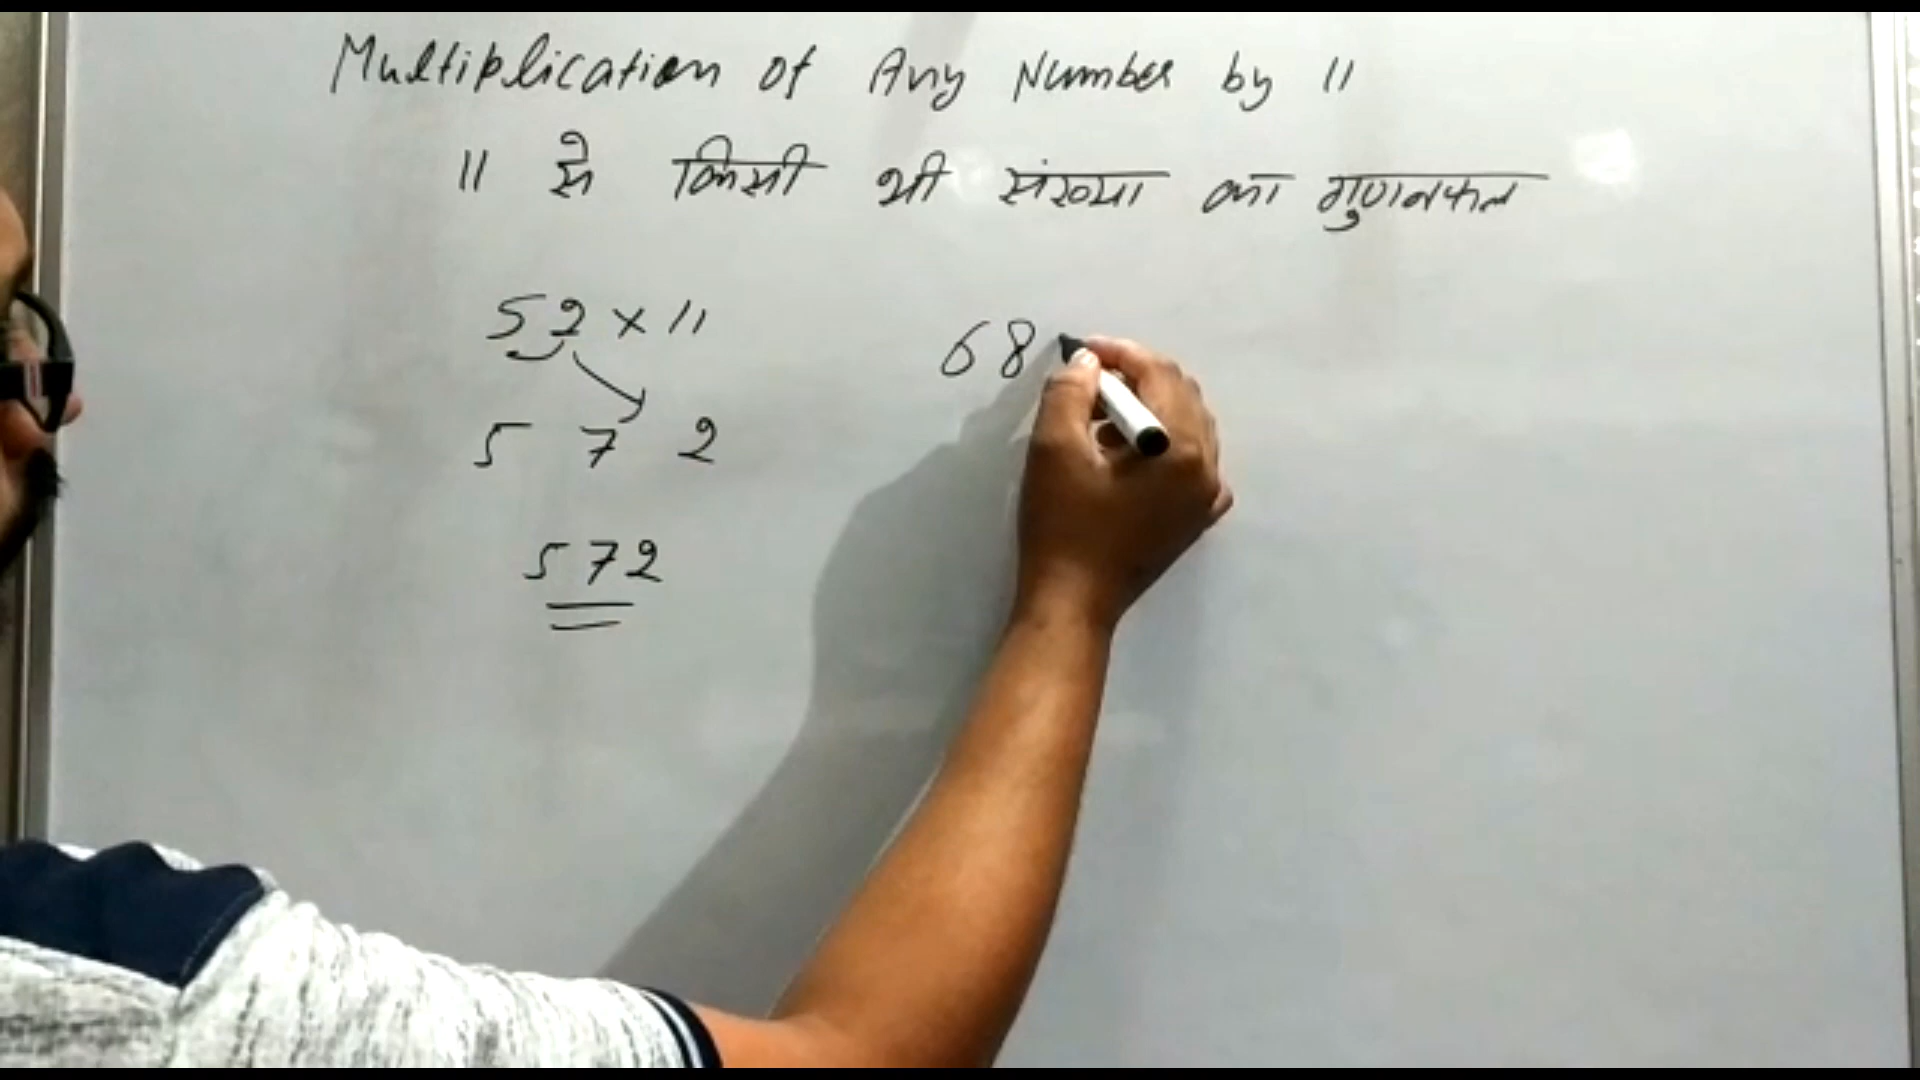 Multiplication of Any Number by 11
11 से किसी भी संख्या का गुणनफल
52 × 11
5 7 2
572
68